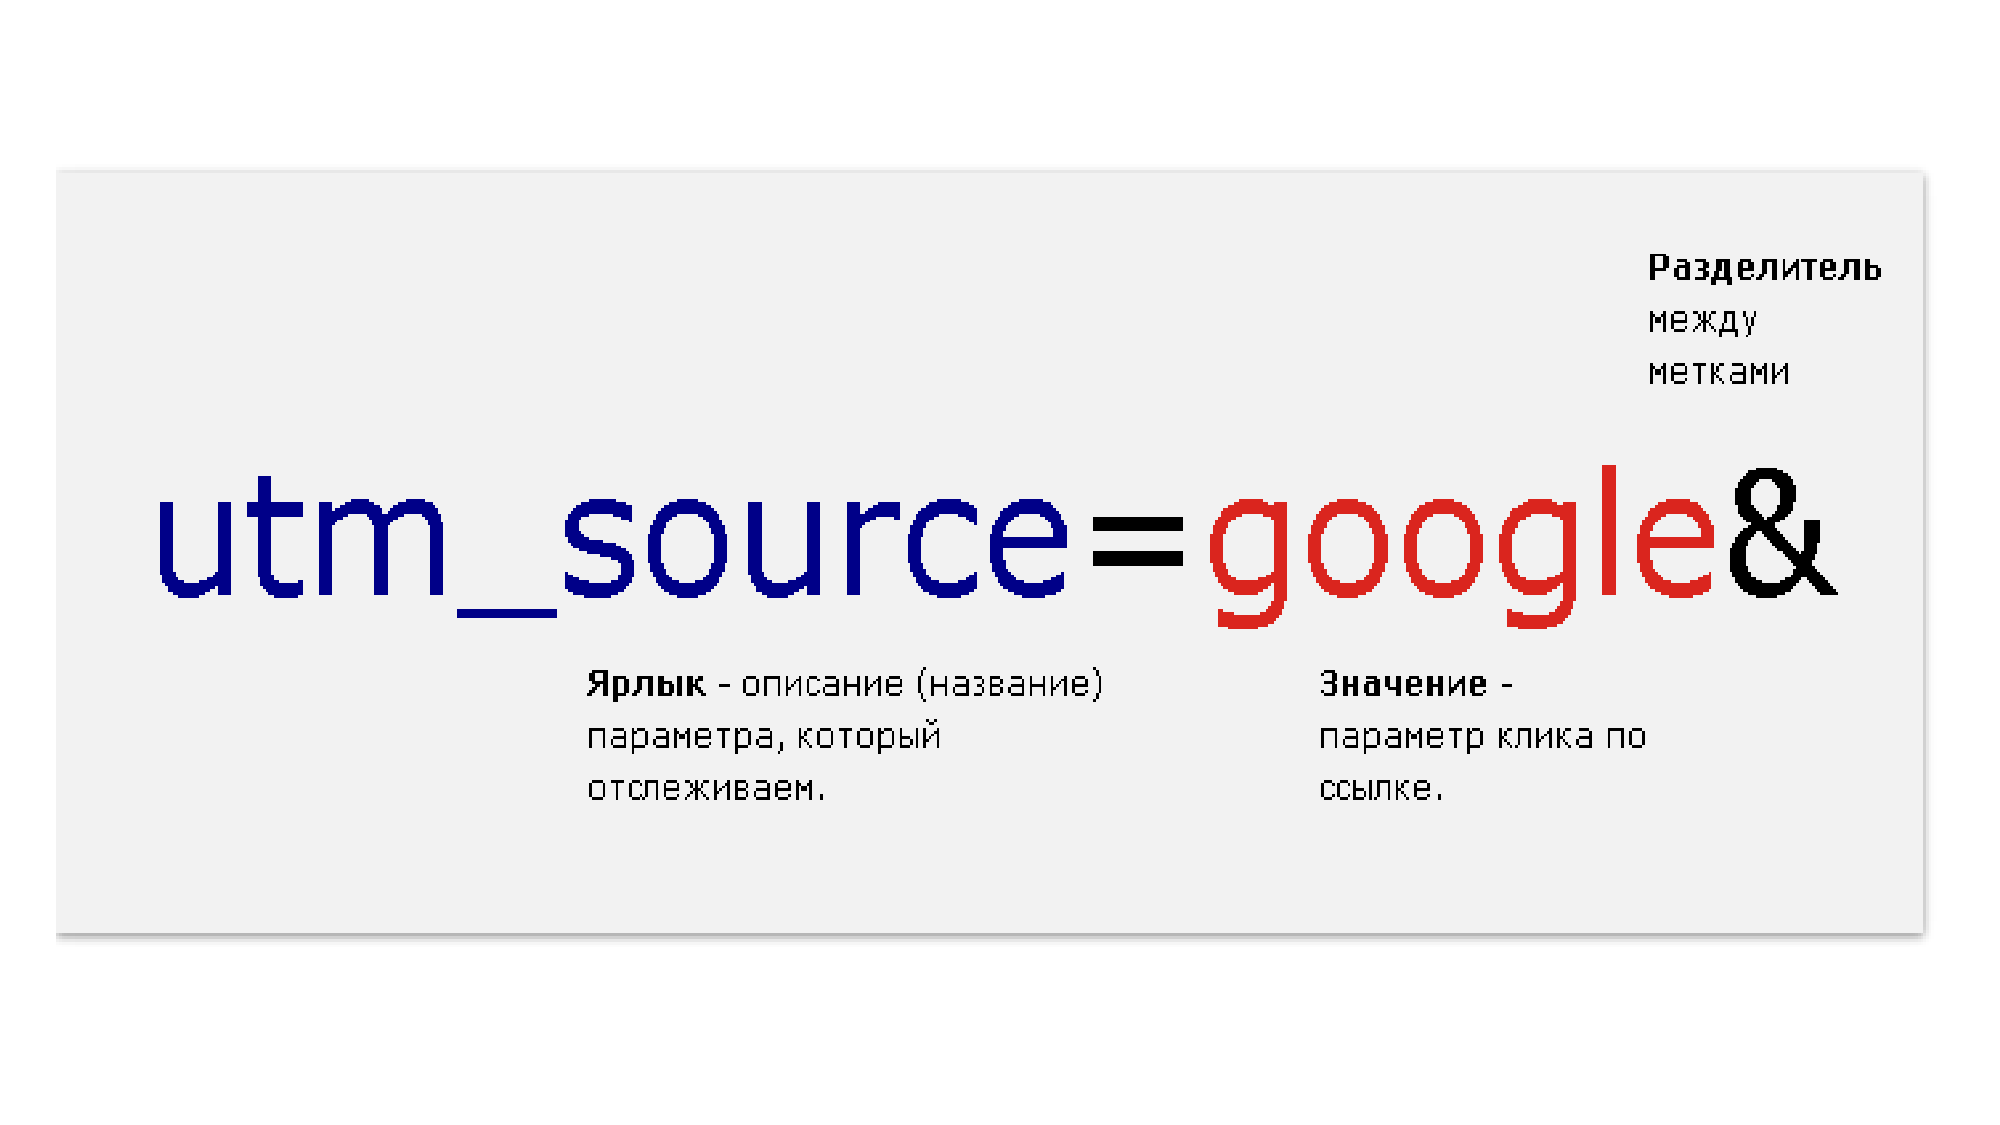 Разделитель
между
метками
utm_source=google&
Ярлык - описание (название)
параметра, который
отслеживаем.
Значение -
параметр клика по
ссылке.